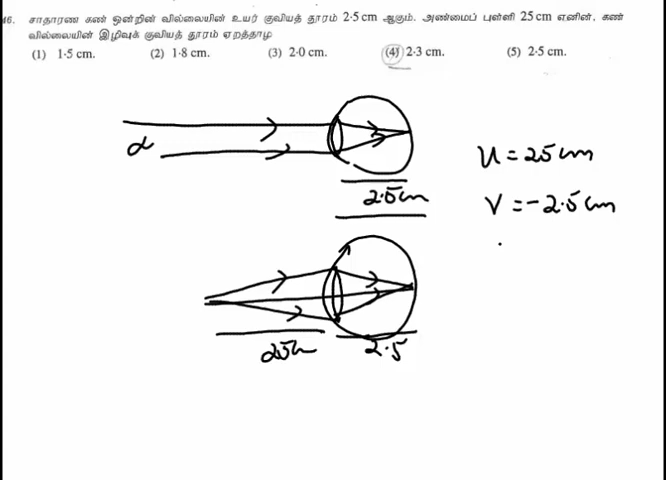 46. சாதாரண கண் ஒன்றின் வில்லையின் உயர் குவியத் தூரம் 2·5 cm ஆகும். அண்மைப் புள்ளி 25 cm எனின், கண்
வில்லையின் இழிவுக் குவியத் தூரம் ஏறத்தாழ
(1) 1·5 cm. (2) 1·8 cm. (3) 2·0 cm. (4) 2·3 cm. (5) 2·5 cm.
α
2.5cm
u = 25 cm
v = -2.5 cm
25cm
2.5